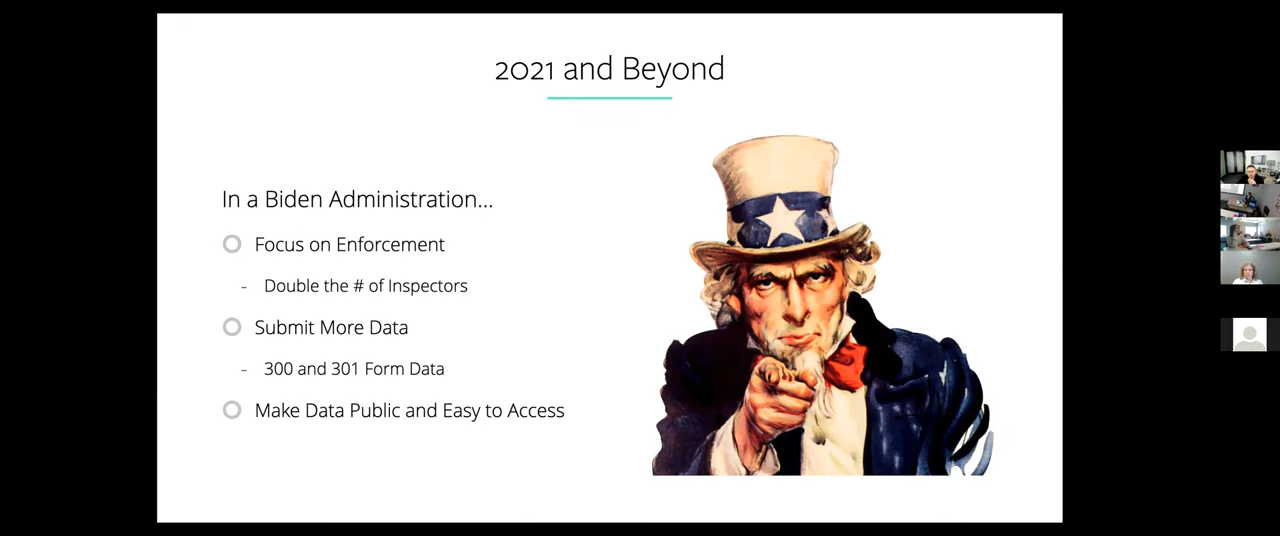 2021 and Beyond
In a Biden Administration...
Focus on Enforcement
- Double the # of Inspectors
Submit More Data
- 300 and 301 Form Data
Make Data Public and Easy to Access